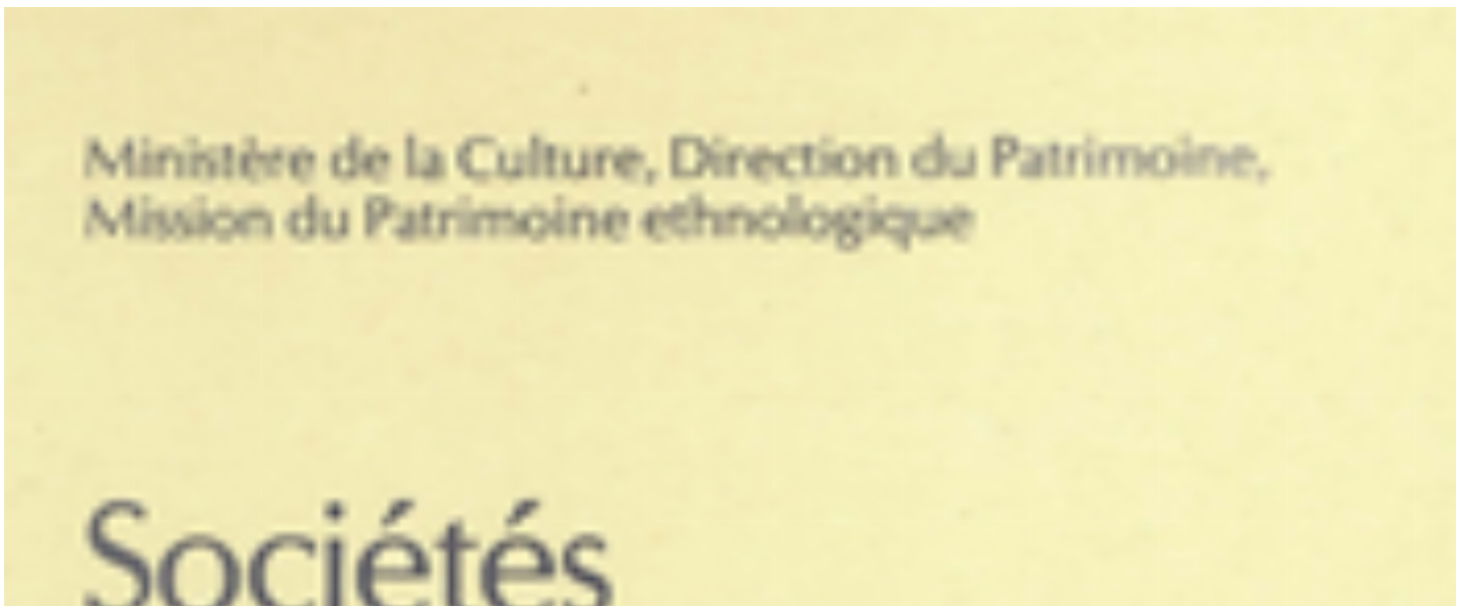 Ministère de la Culture, Direction du Patrimoine,
Mission du Patrimoine ethnologique
Sociétés